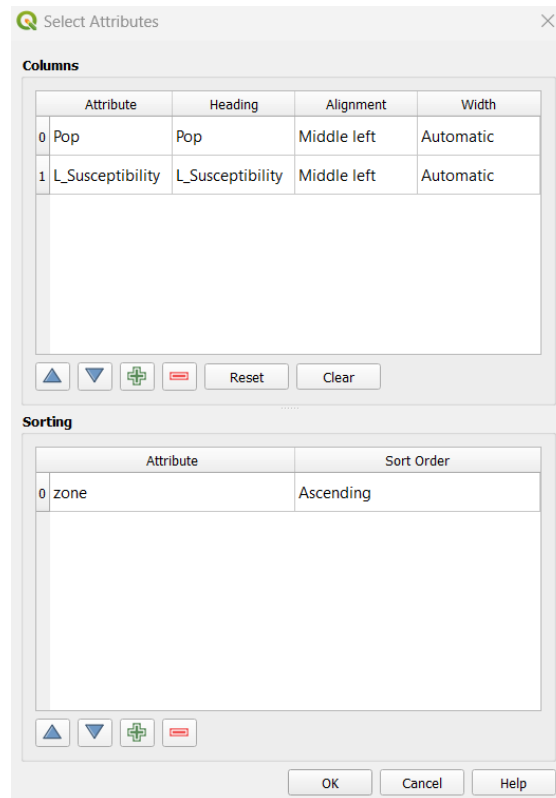 Select Attributes
Columns
Attribute Heading Alignment Width
0 Pop Pop Middle left Automatic
1 L_Susceptibility L_Susceptibility Middle left Automatic
Reset Clear
Sorting
Attribute Sort Order
0 zone Ascending
OK Cancel Help